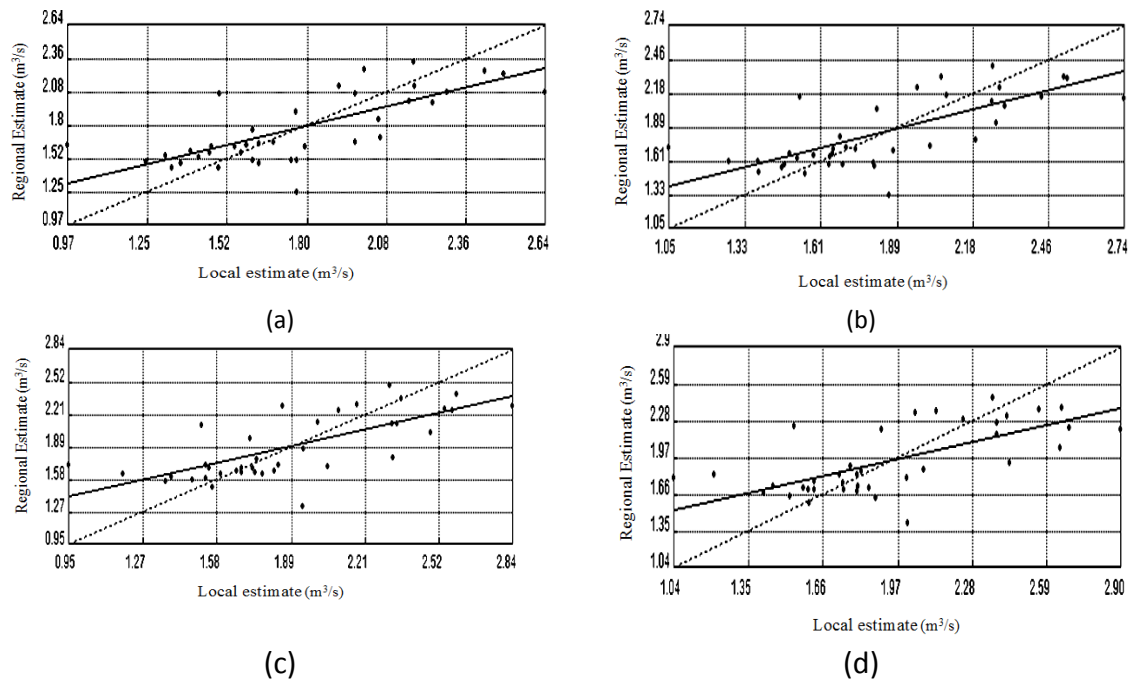 2.64
2.36
2.08
1.8
1.52
1.25
0.97
Regional Estimate (m³/s)
0.97 1.25 1.52 1.80 2.08 2.36 2.64
Local estimate (m³/s)
(a)
2.74
2.46
2.18
1.89
1.61
1.33
1.05
Regional Estimate (m³/s)
1.05 1.33 1.61 1.89 2.18 2.46 2.74
Local estimate (m³/s)
(b)
2.84
2.52
2.21
1.89
1.58
1.27
0.95
Regional Estimate (m³/s)
0.95 1.27 1.58 1.89 2.21 2.52 2.84
Local estimate (m³/s)
(c)
2.9
2.59
2.28
1.97
1.66
1.35
1.04
Regional Estimate (m³/s)
1.04 1.35 1.66 1.97 2.28 2.59 2.90
Local estimate (m³/s)
(d)